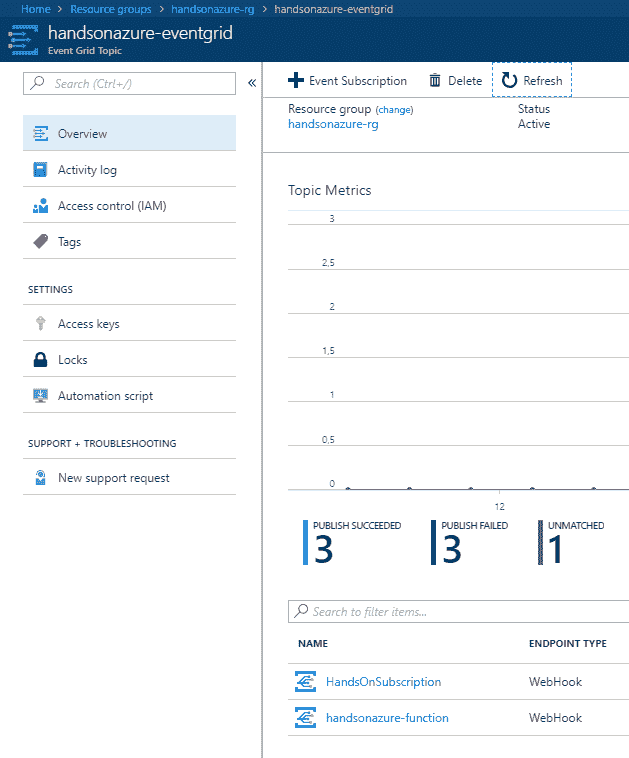 Home > Resource groups > handsonazure-rg > handsonazure-eventgrid
handsonazure-eventgrid
Event Grid Topic
Search (Ctrl+/)
«
Overview
Activity log
Access control (IAM)
Tags
SETTINGS
Access keys
Locks
Automation script
SUPPORT + TROUBLESHOOTING
New support request
Event Subscription
Delete
Refresh
Resource group (change)
Status
handsonazure-rg
Active
Topic Metrics
3
2,5
2
1,5
1
0,5
0
12
PUBLISH SUCCEEDED
3
PUBLISH FAILED
3
UNMATCHED
1
Search to filter items...
NAME ENDPOINT TYPE
HandsOnSubscription WebHook
handsonazure-function WebHook